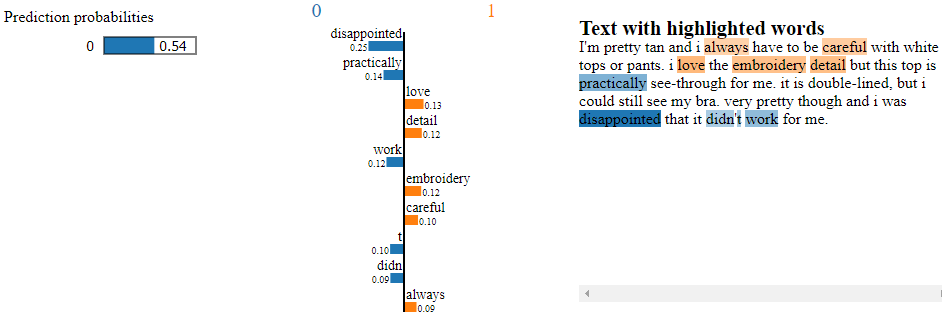 Prediction probabilities
0 0.54
0 1
disappointed
0.25
practically
0.14
love
0.13
detail
0.12
work
0.12
embroidery
0.12
careful
0.10
t
0.10
didn
0.09
always
0.09
Text with highlighted words
I'm pretty tan and i always have to be careful with white
tops or pants. i love the embroidery detail but this top is
practically see-through for me. it is double-lined, but i
could still see my bra. very pretty though and i was
disappointed that it didn't work for me.